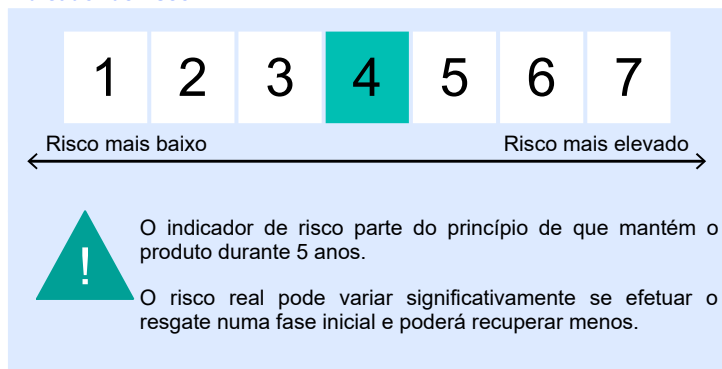 1 2 3 4 5 6 7
Risco mais baixo Risco mais elevado
!
O indicador de risco parte do princípio de que mantém o
produto durante 5 anos.
O risco real pode variar significativamente se efetuar o
resgate numa fase inicial e poderá recuperar menos.